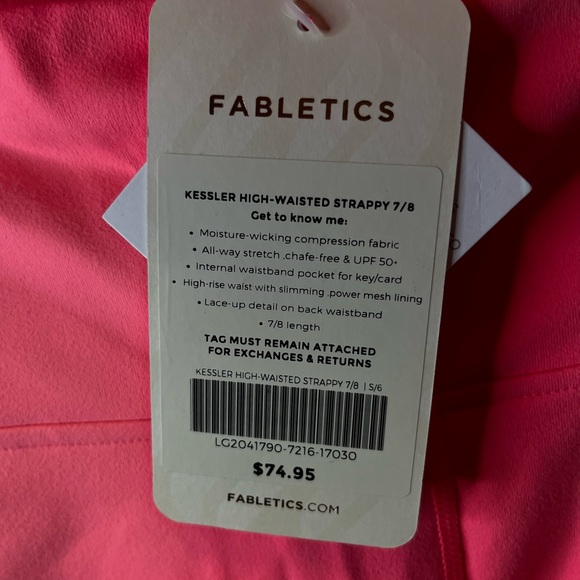 FABLETICS
KESSLER HIGH-WAISTED STRAPPY 7/8
Get to know me:
• Moisture-wicking compression fabric
• All-way stretch ,chafe-free & UPF 50+
• Internal waistband pocket for key/card
• High-rise waist with slimming ,power mesh lining
• Lace-up detail on back waistband
• 7/8 length
TAG MUST REMAIN ATTACHED
FOR EXCHANGES & RETURNS
KESSLER HIGH-WAISTED STRAPPY 7/8 | S/6
LG2041790-7216-17030
$74.95
FABLETICS.COM